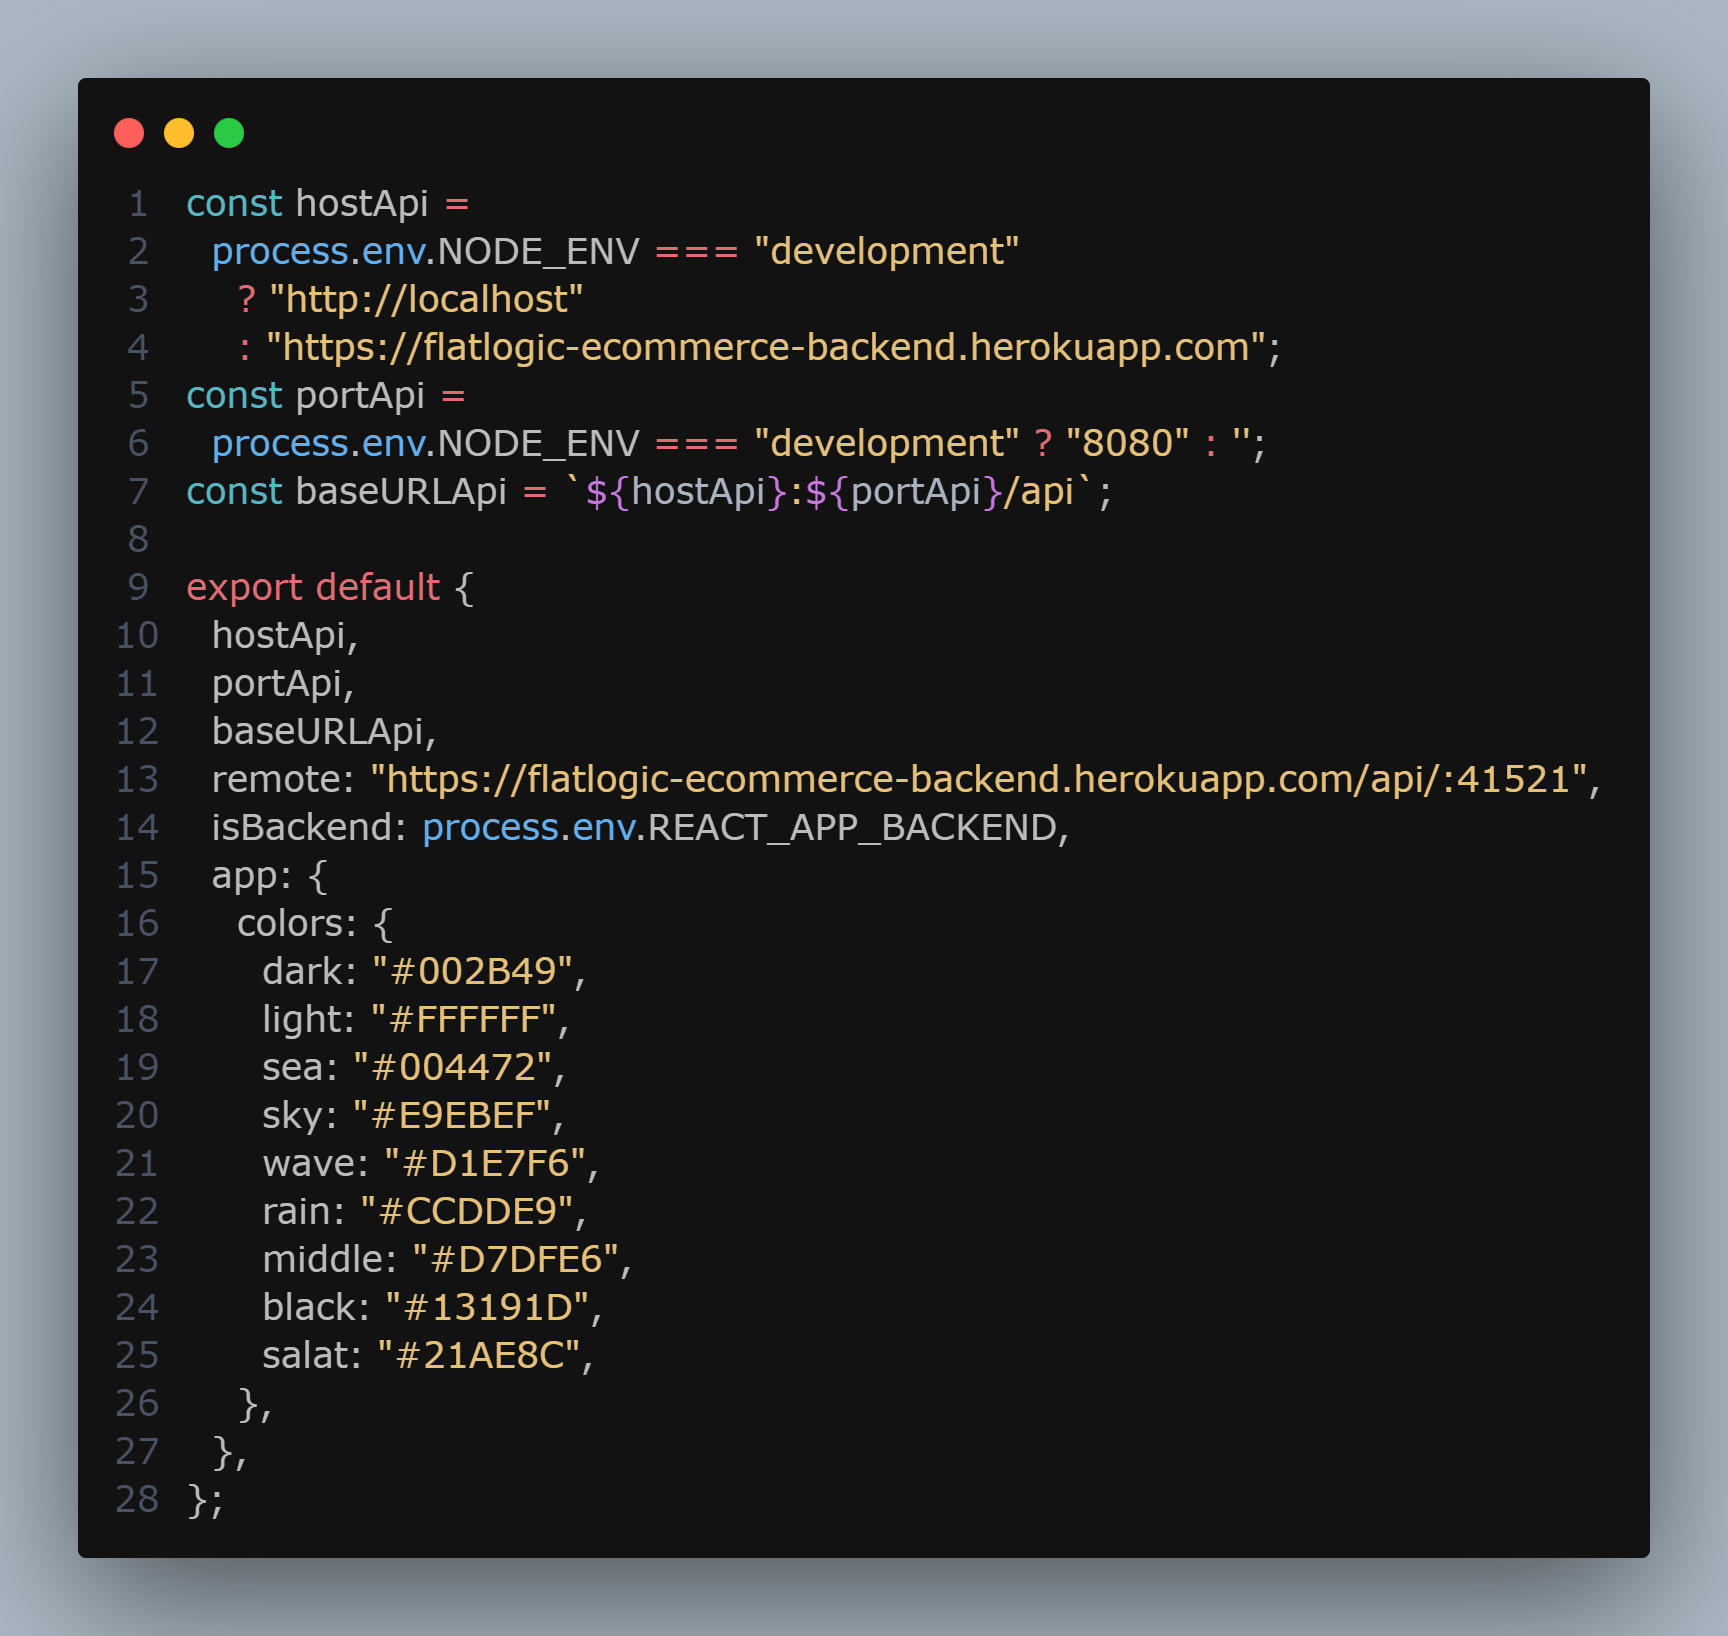 1 const hostApi =
2 process.env.NODE_ENV === "development"
3 ? "http://localhost"
4 : "https://flatlogic-ecommerce-backend.herokuapp.com";
5 const portApi =
6 process.env.NODE_ENV === "development" ? "8080" : '';
7 const baseURLApi = `${hostApi}:${portApi}/api`;
8
9 export default {
10 hostApi,
11 portApi,
12 baseURLApi,
13 remote: "https://flatlogic-ecommerce-backend.herokuapp.com/api/:41521",
14 isBackend: process.env.REACT_APP_BACKEND,
15 app: {
16 colors: {
17 dark: "#002B49",
18 light: "#FFFFFF",
19 sea: "#004472",
20 sky: "#E9EBEF",
21 wave: "#D1E7F6",
22 rain: "#CCDDE9",
23 middle: "#D7DFE6",
24 black: "#13191D",
25 salat: "#21AE8C",
26 },
27 },
28 };